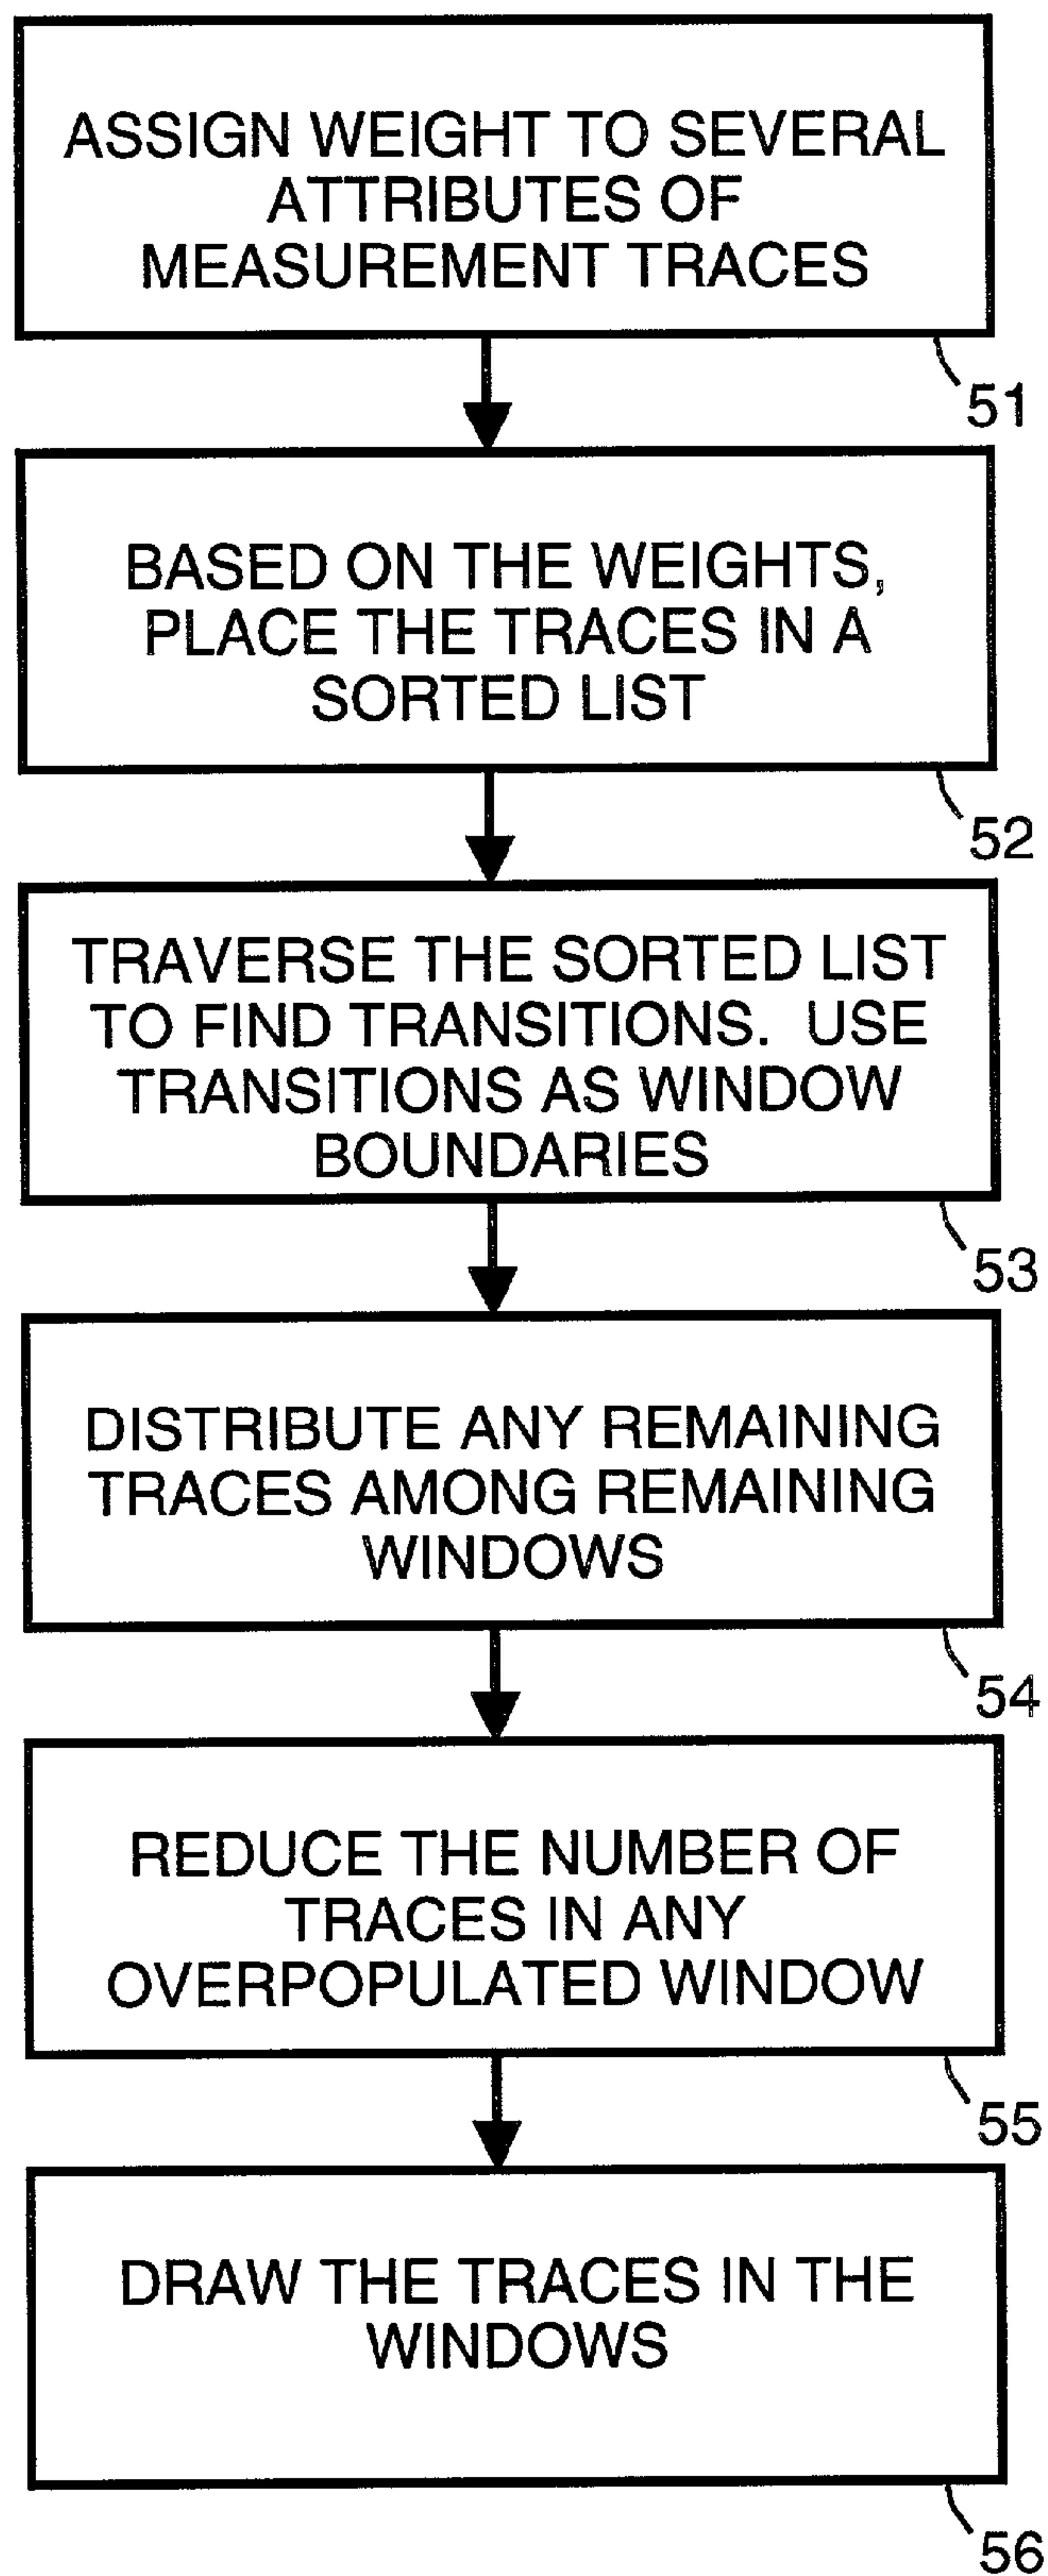 ASSIGN WEIGHT TO SEVERAL
ATTRIBUTES OF
MEASUREMENT TRACES
51
BASED ON THE WEIGHTS,
PLACE THE TRACES IN A
SORTED LIST
52
TRAVERSE THE SORTED LIST
TO FIND TRANSITIONS. USE
TRANSITIONS AS WINDOW
BOUNDARIES
53
DISTRIBUTE ANY REMAINING
TRACES AMONG REMAINING
WINDOWS
54
REDUCE THE NUMBER OF
TRACES IN ANY
OVERPOPULATED WINDOW
55
DRAW THE TRACES IN THE
WINDOWS
56